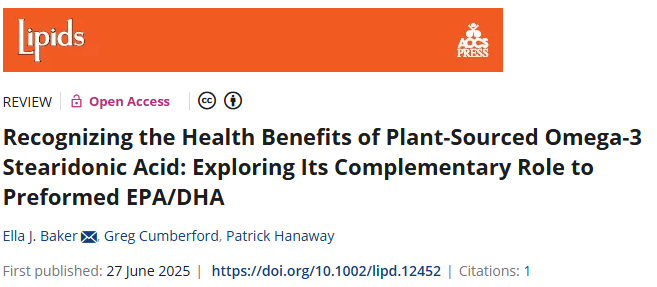 Lipids
AOCS
PRESS
REVIEW | Open Access | cc
Recognizing the Health Benefits of Plant-Sourced Omega-3
Stearidonic Acid: Exploring Its Complementary Role to
Preformed EPA/DHA
Ella J. Baker, Greg Cumberford, Patrick Hanaway
First published: 27 June 2025 | https://doi.org/10.1002/lipd.12452 | Citations: 1